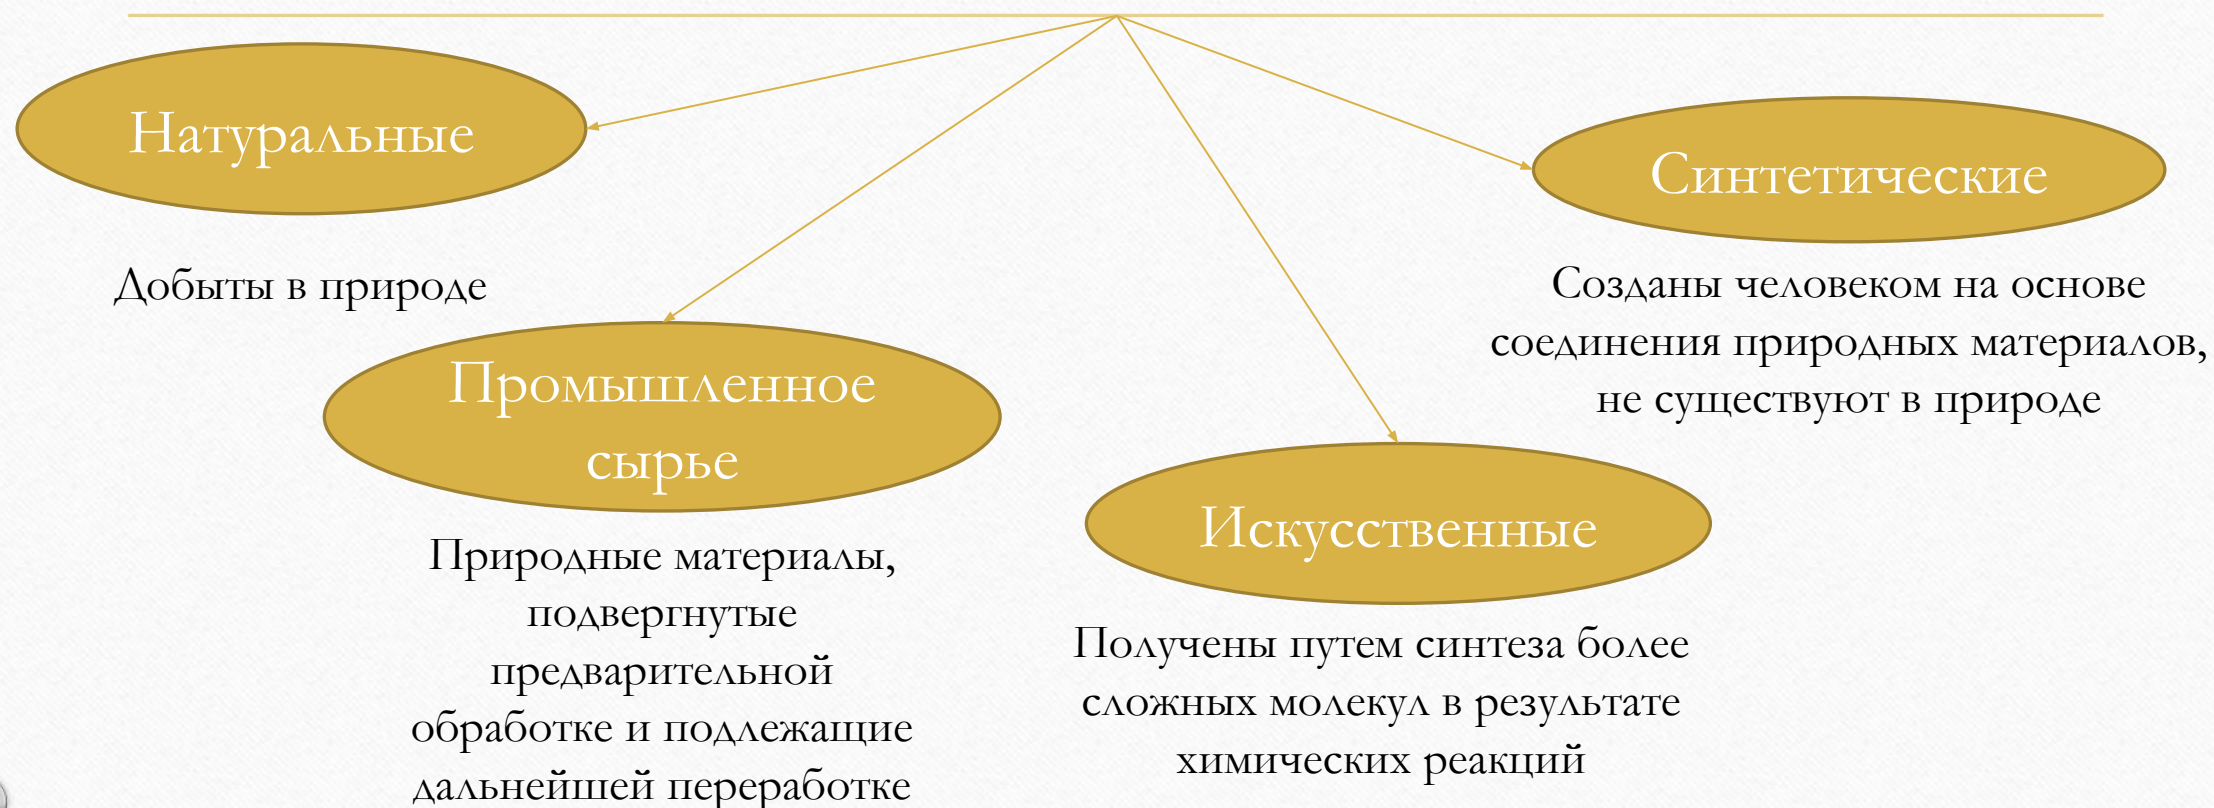 Натуральные
Добыты в природе
Промышленное
сырье
Природные материалы,
подвергнутые
предварительной
обработке и подлежащие
дальнейшей переработке
Искусственные
Получены путем синтеза более
сложных молекул в результате
химических реакций
Синтетические
Созданы человеком на основе
соединения природных материалов,
не существуют в природе